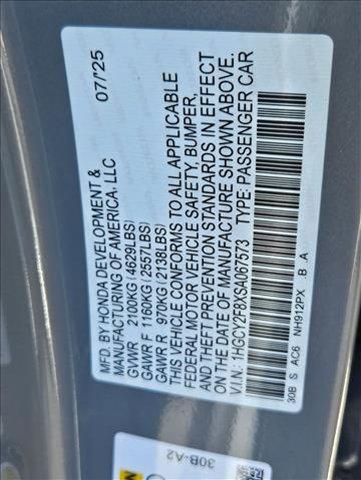 MFD. BY HONDA DEVELOPMENT & 07/'25
MANUFACTURING OF AMERICA. LLC
GVWR 2100KG(4629LBS)
GAWR F 1160KG(2557LBS)
GAWR R 970KG(2138LBS)
THIS VEHICLE CONFORMS TO ALL APPLICABLE
FEDERAL MOTOR VEHICLE SAFETY, BUMPER,
AND THEFT PREVENTION STANDARDS IN EFFECT
ON THE DATE OF MANUFACTURE SHOWN ABOVE.
V.I.N: 1HGCY2F8XSA067573 TYPE: PASSENGER CAR
30B S AC6 NH912PX . B . A
30B-A2